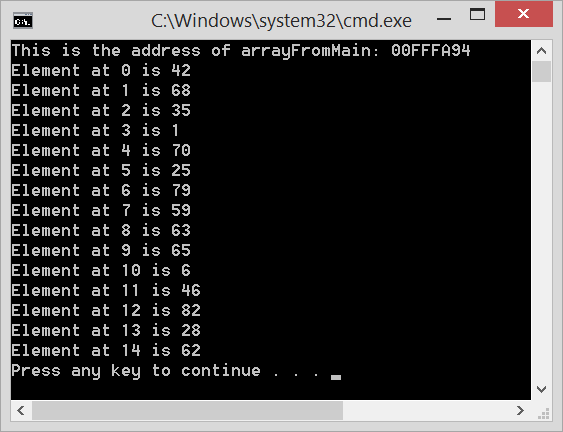 C:\Windows\system32\cmd.exe
This is the address of arrayFromMain: 00FFFA94
Element at 0 is 42
Element at 1 is 68
Element at 2 is 35
Element at 3 is 1
Element at 4 is 70
Element at 5 is 25
Element at 6 is 79
Element at 7 is 59
Element at 8 is 63
Element at 9 is 65
Element at 10 is 6
Element at 11 is 46
Element at 12 is 82
Element at 13 is 28
Element at 14 is 62
Press any key to continue . . . _